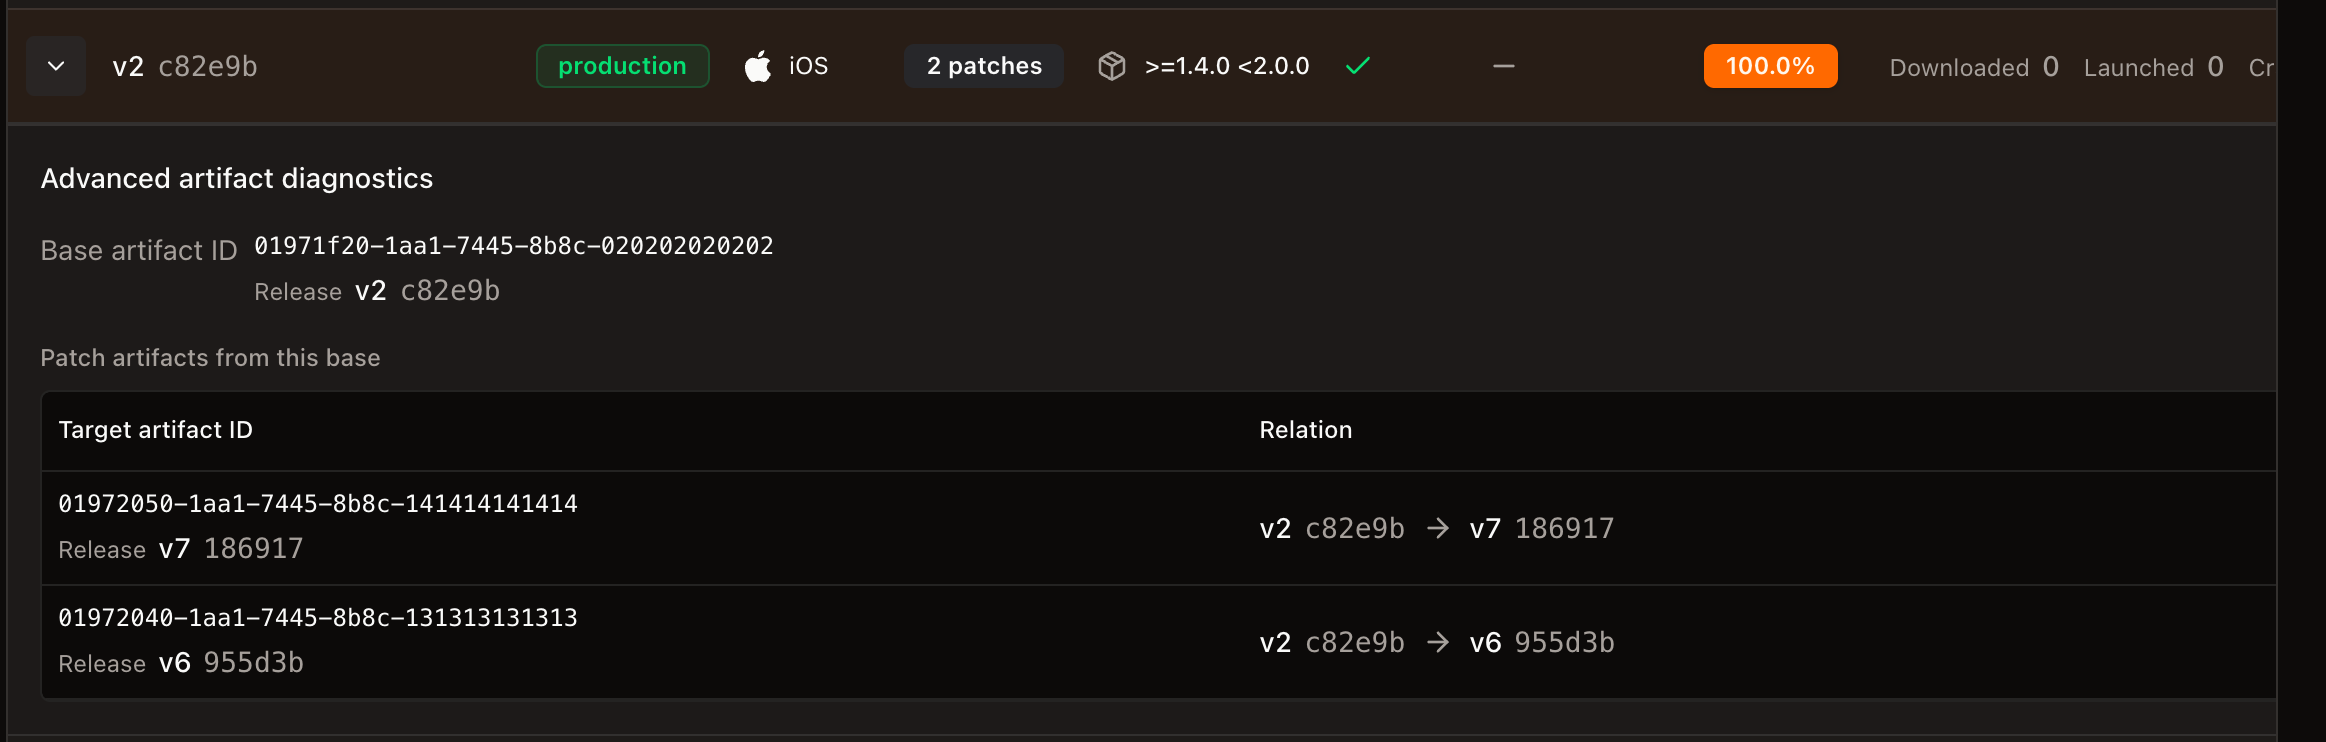 v2 c82e9b production iOS 2 patches >=1.4.0 <2.0.0 — 100.0% Downloaded 0 Launched 0 Cr
Advanced artifact diagnostics
Base artifact ID 01971f20-1aa1-7445-8b8c-020202020202
Release v2 c82e9b
Patch artifacts from this base
Target artifact ID Relation
01972050-1aa1-7445-8b8c-141414141414
Release v7 186917
v2 c82e9b → v7 186917
01972040-1aa1-7445-8b8c-131313131313
Release v6 955d3b
v2 c82e9b → v6 955d3b